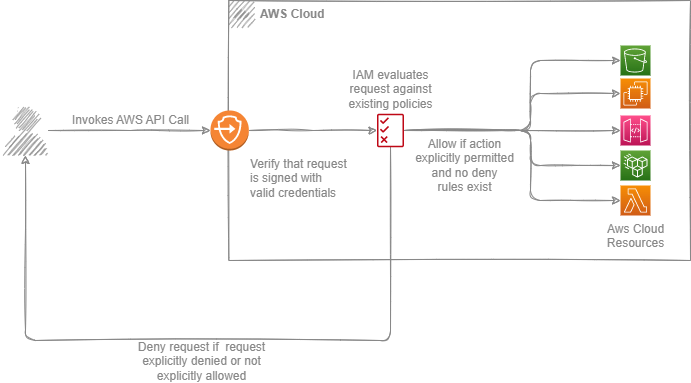 AWS Cloud
IAM evaluates
request against
existing policies
Invokes AWS API Call
Verify that request
is signed with
valid credentials
Allow if action
explicitly permitted
and no deny
rules exist
Aws Cloud
Resources
Deny request if  request
explicitly denied or not
explicitly allowed